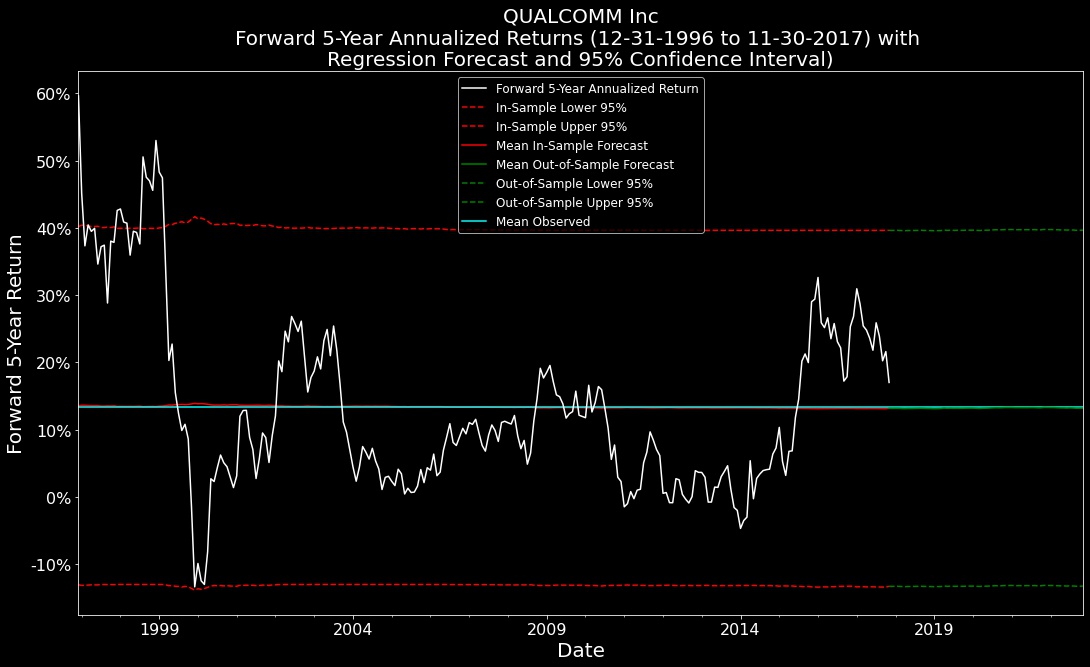 QUALCOMM Inc
Forward 5-Year Annualized Returns (12-31-1996 to 11-30-2017) with
Regression Forecast and 95% Confidence Interval)
Forward 5-Year Annualized Return
In-Sample Lower 95%
In-Sample Upper 95%
Mean In-Sample Forecast
Mean Out-of-Sample Forecast
Out-of-Sample Lower 95%
Out-of-Sample Upper 95%
Mean Observed
Forward 5-Year Return
60%
50%
40%
30%
20%
10%
0%
-10%
1999
2004
2009
2014
2019
Date